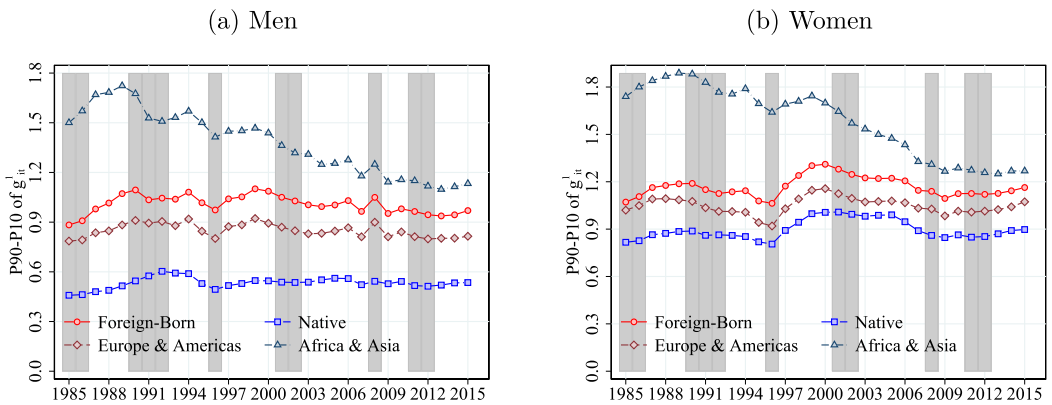 (a) Men
P90-P10 of g¹ᵢₜ
1.8
1.5
1.2
0.9
0.6
0.3
0.0
Foreign-Born
Native
Europe & Americas
Africa & Asia
1985 1988 1991 1994 1997 2000 2003 2006 2009 2012 2015
(b) Women
P90-P10 of g¹ᵢₜ
1.8
1.5
1.2
0.9
0.6
0.3
0.0
Foreign-Born
Native
Europe & Americas
Africa & Asia
1985 1988 1991 1994 1997 2000 2003 2006 2009 2012 2015